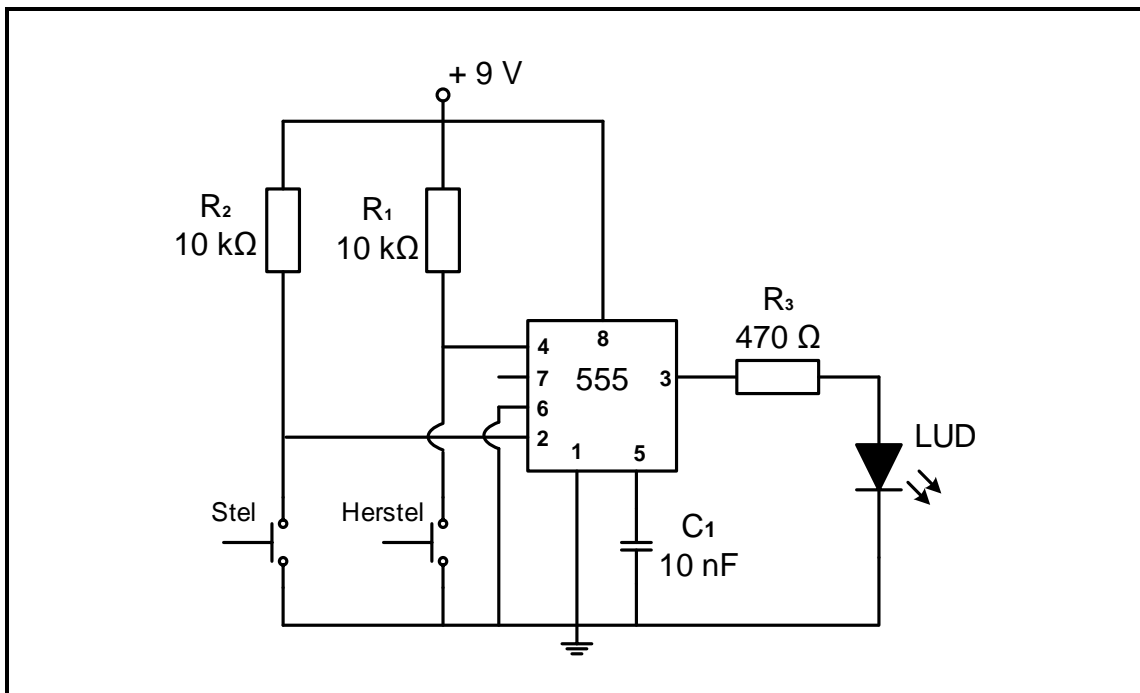 + 9 V
R₂
10 kΩ
R₁
10 kΩ
R₃
470 Ω
8
4
7
555
3
6
2
1
5
LUD
Stel
Herstel
C₁
10 nF